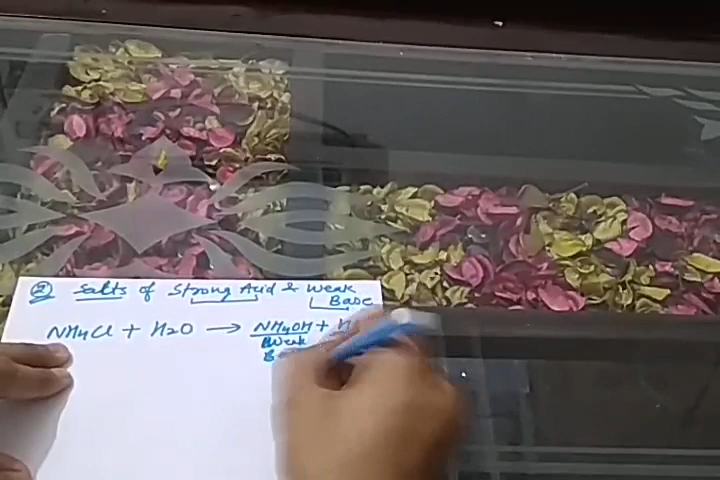 ② Salts of Strong Acid & Weak
Base
NH4Cl + H2O → NH4OH + H
Weak